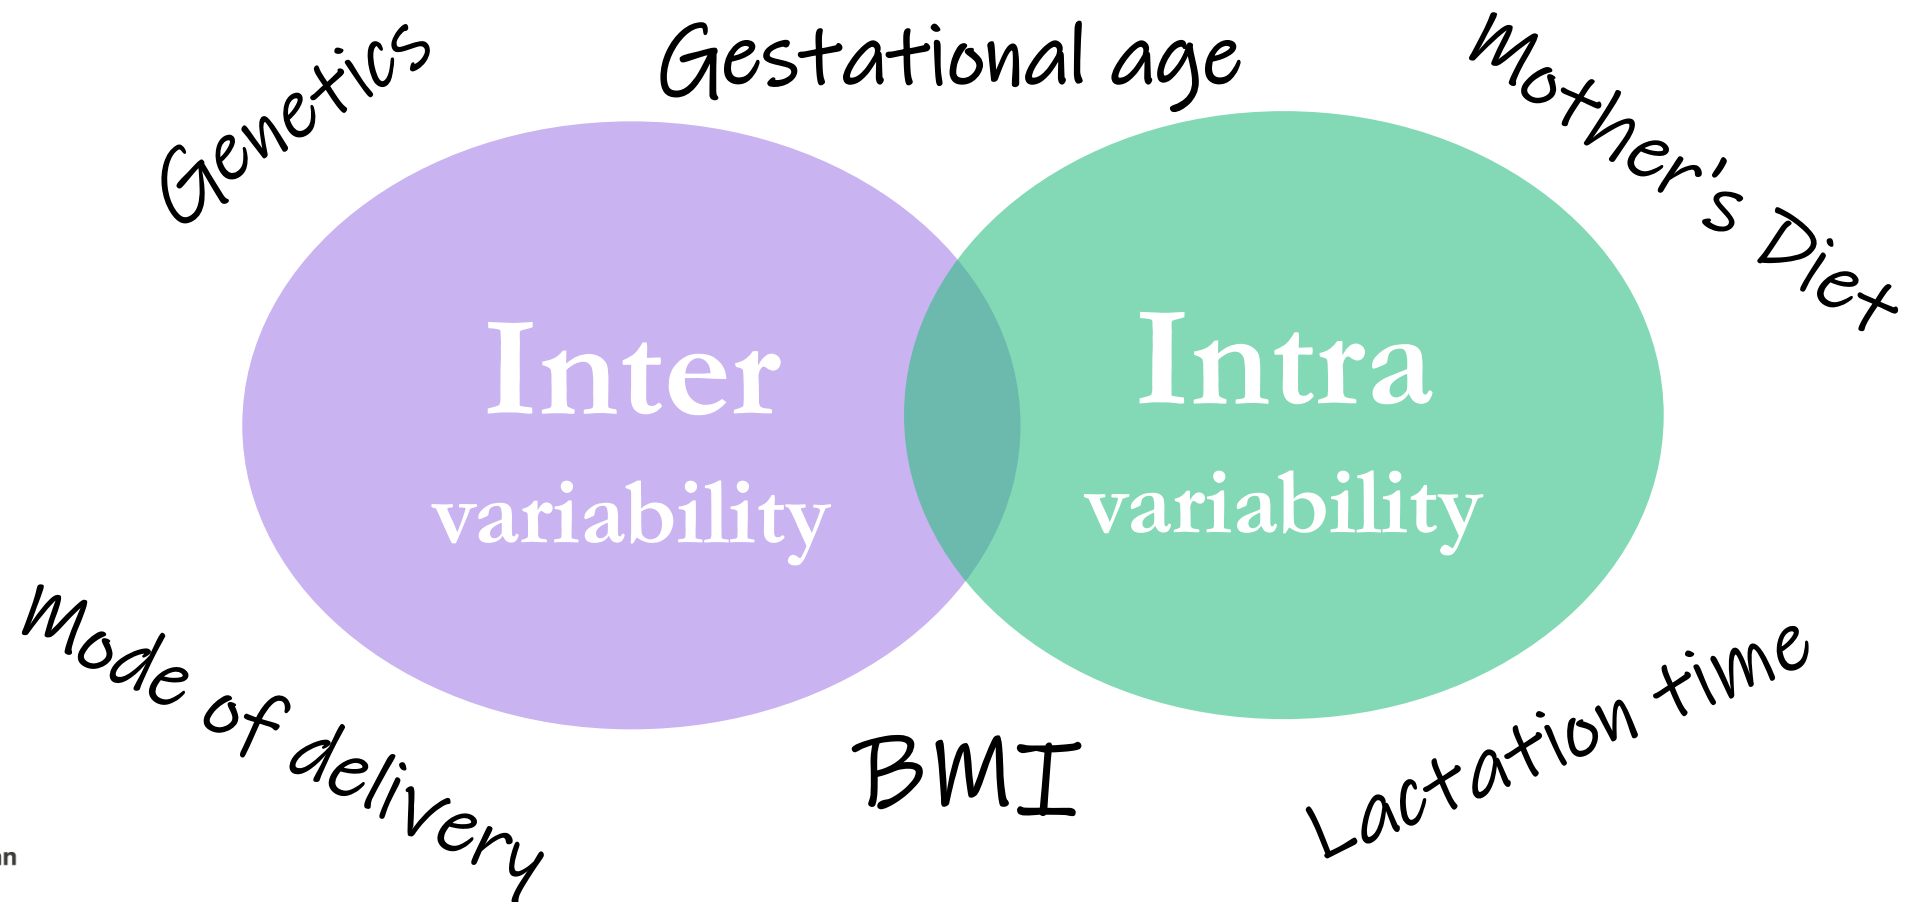 Genetics
Gestational age
Mother's Diet
Inter
variability
Intra
variability
Mode of delivery
BMI
Lactation time